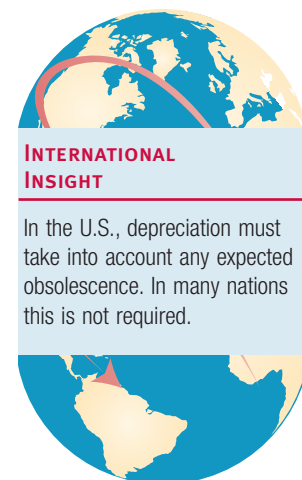 INTERNATIONAL
INSIGHT
In the U.S., depreciation must
take into account any expected
obsolescence. In many nations
this is not required.